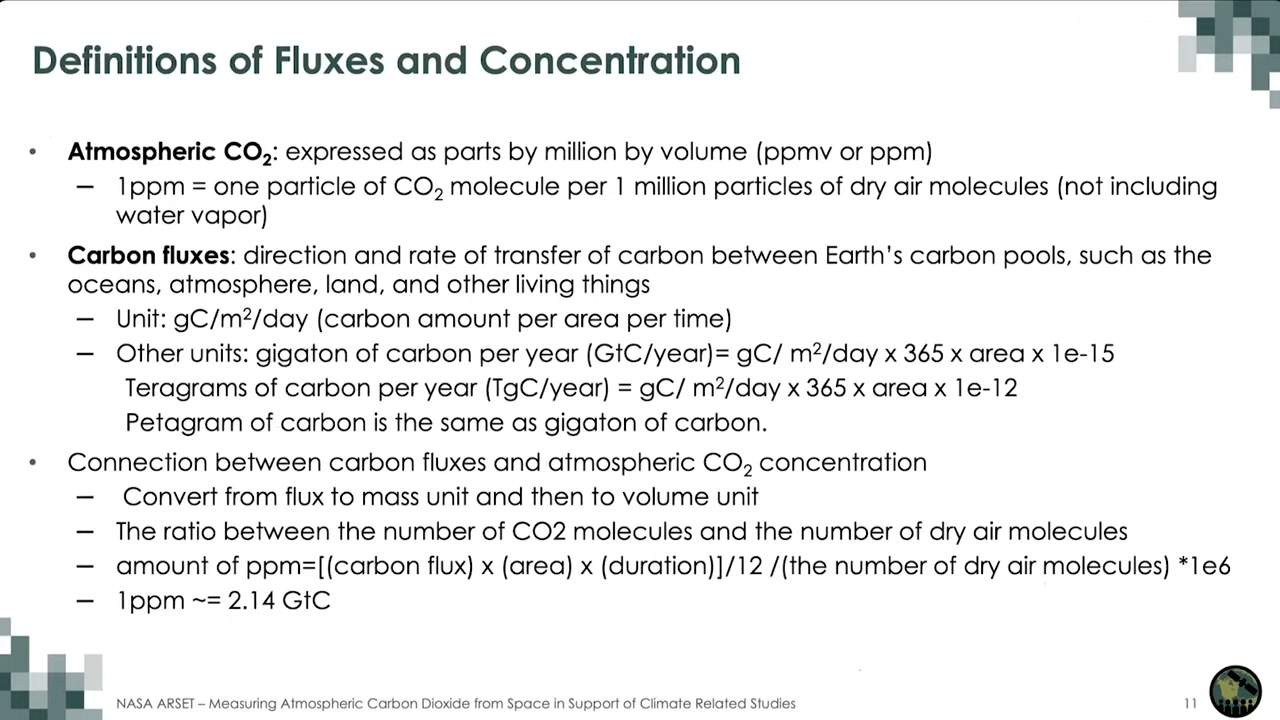 Definitions of Fluxes and Concentration
• Atmospheric CO₂: expressed as parts by million by volume (ppmv or ppm)
– 1ppm = one particle of CO₂ molecule per 1 million particles of dry air molecules (not including
water vapor)
• Carbon fluxes: direction and rate of transfer of carbon between Earth's carbon pools, such as the
oceans, atmosphere, land, and other living things
– Unit: gC/m²/day (carbon amount per area per time)
– Other units: gigaton of carbon per year (GtC/year)= gC/ m²/day x 365 x area x 1e-15
Teragrams of carbon per year (TgC/year) = gC/ m²/day x 365 x area x 1e-12
Petagram of carbon is the same as gigaton of carbon.
• Connection between carbon fluxes and atmospheric CO₂ concentration
– Convert from flux to mass unit and then to volume unit
– The ratio between the number of CO2 molecules and the number of dry air molecules
– amount of ppm=[(carbon flux) x (area) x (duration)]/12 /(the number of dry air molecules) *1e6
– 1ppm ~= 2.14 GtC
NASA ARSET – Measuring Atmospheric Carbon Dioxide from Space in Support of Climate Related Studies
11